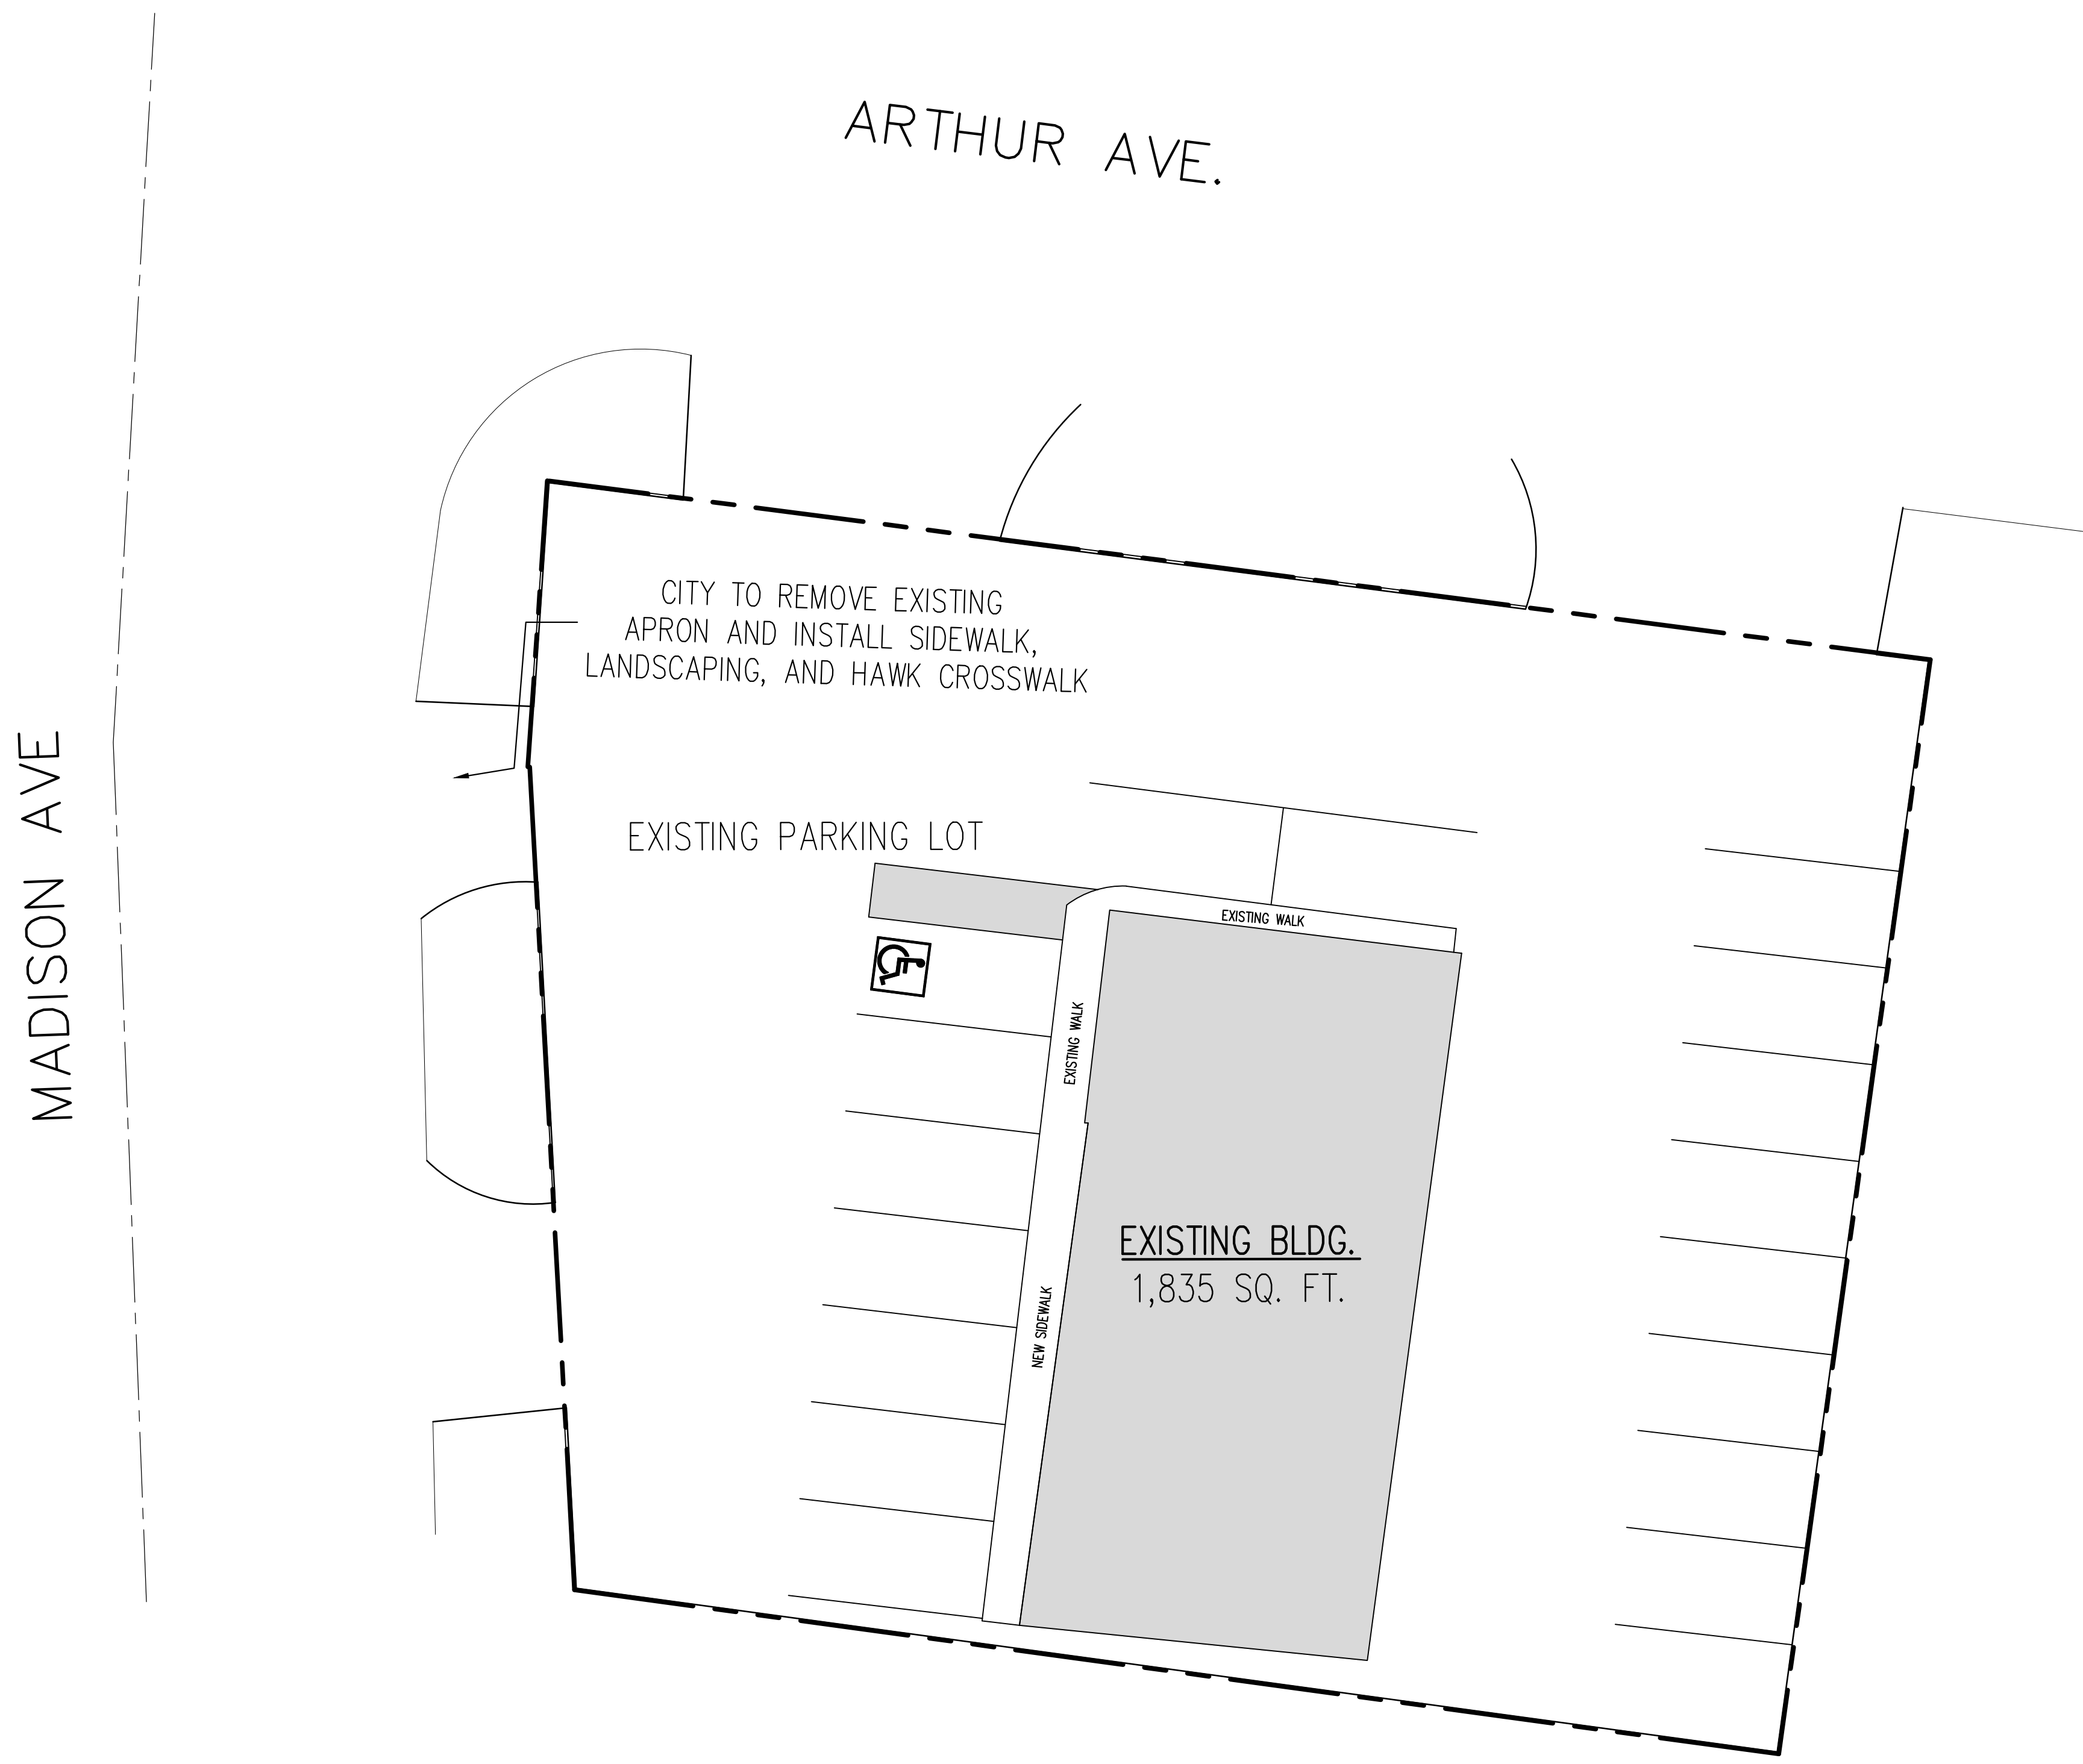 ARTHUR AVE.
CITY TO REMOVE EXISTING
APRON AND INSTALL SIDEWALK,
LANDSCAPING, AND HAWK CROSSWALK
MADISON AVE
EXISTING PARKING LOT
EXISTING WALK
EXISTING WALK
EXISTING BLDG.
1,835 SQ. FT.
NEW SIDEWALK